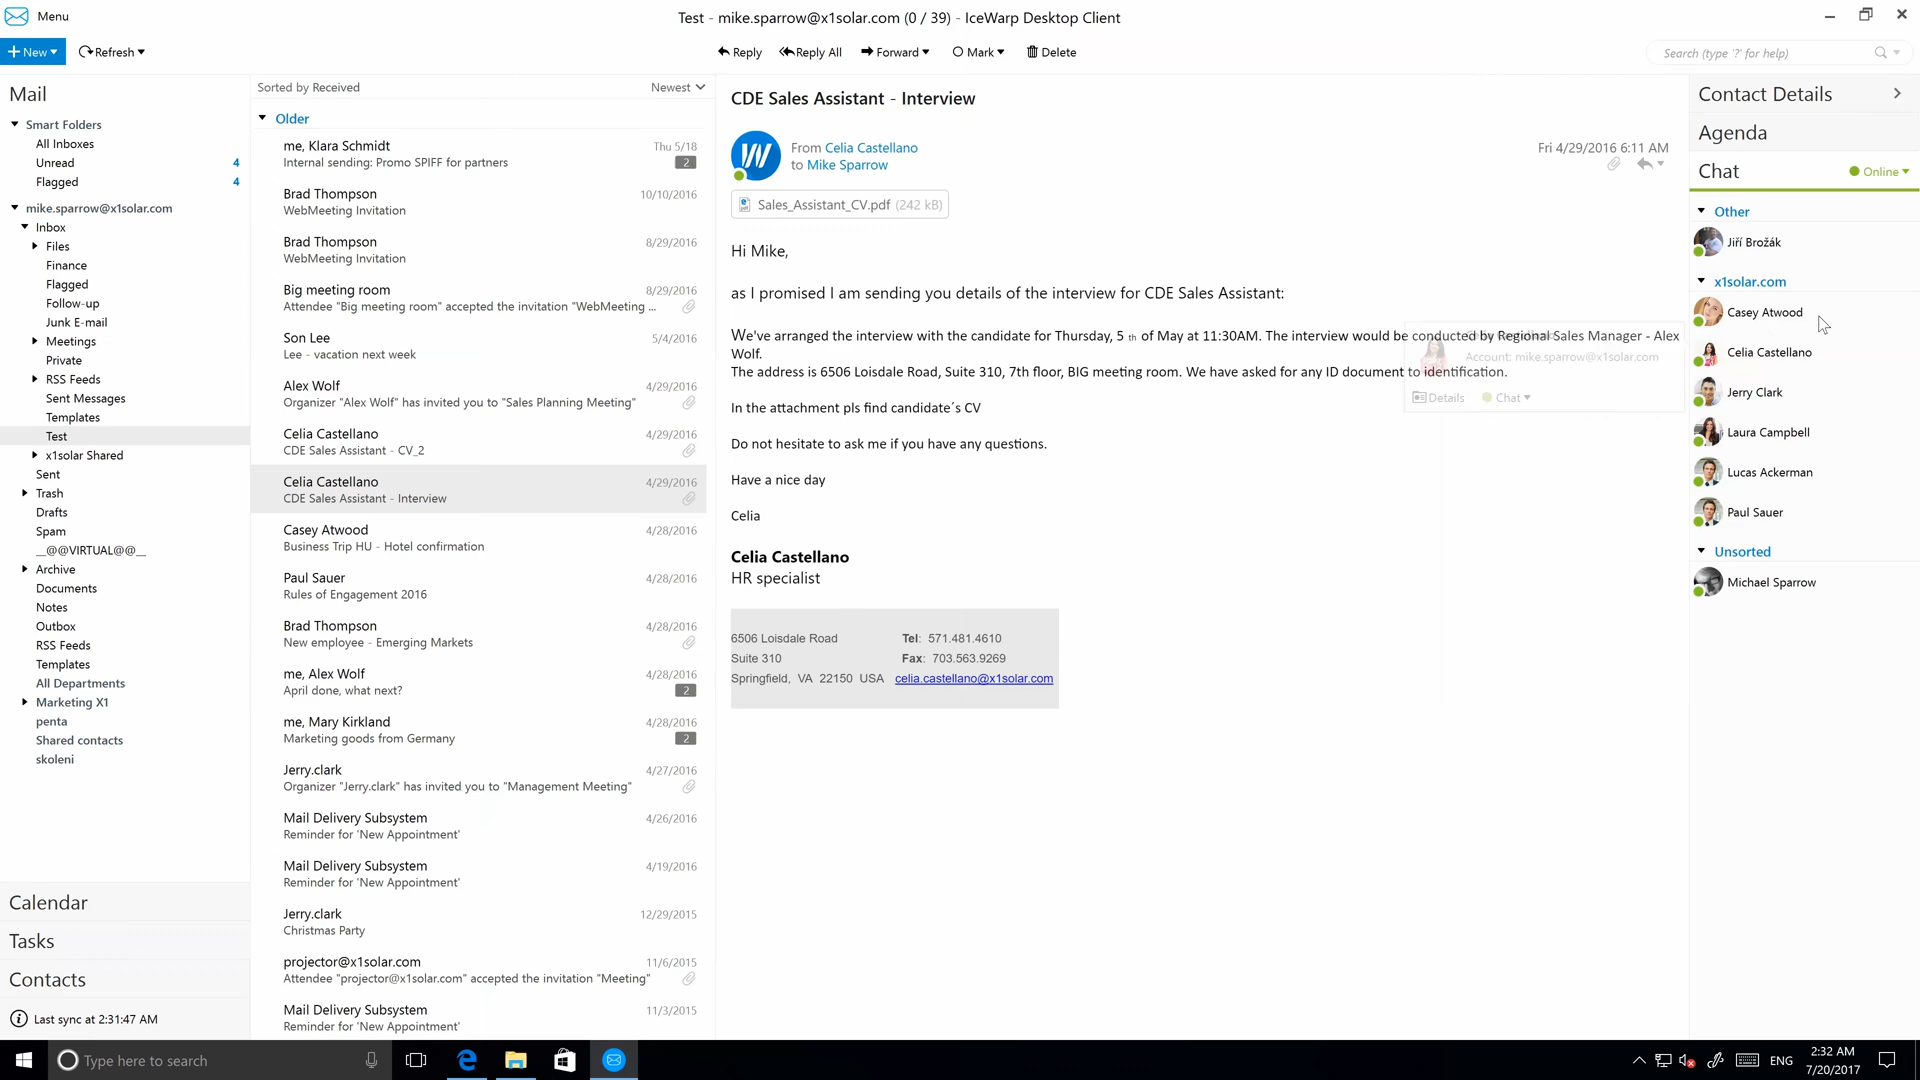 Menu
Test - mike.sparrow@x1solar.com (0 / 39) - IceWarp Desktop Client
New
Refresh
Reply
Reply All
Forward
Mark
Delete
Search (type '?' for help)
Mail
Smart Folders
All Inboxes
Unread 4
Flagged 4
mike.sparrow@x1solar.com
Inbox
Files
Finance
Flagged
Follow-up
Junk E-mail
Meetings
Private
RSS Feeds
Sent Messages
Templates
Test
x1solar Shared
Sent
Trash
Drafts
Spam
__@@VIRTUAL@@__
Archive
Documents
Notes
Outbox
RSS Feeds
Templates
All Departments
Marketing X1
penta
Shared contacts
skoleni
Calendar
Tasks
Contacts
Last sync at 2:31:47 AM
Sorted by Received Newest
Older
me, Klara Schmidt Thu 5/18
Internal sending: Promo SPIFF for partners 2
Brad Thompson 10/10/2016
WebMeeting Invitation
Brad Thompson 8/29/2016
WebMeeting Invitation
Big meeting room 8/29/2016
Attendee "Big meeting room" accepted the invitation "WebMeeting ...
Son Lee 5/4/2016
Lee - vacation next week
Alex Wolf 4/29/2016
Organizer "Alex Wolf" has invited you to "Sales Planning Meeting"
Celia Castellano 4/29/2016
CDE Sales Assistant - CV_2
Celia Castellano 4/29/2016
CDE Sales Assistant - Interview
Casey Atwood 4/28/2016
Business Trip HU - Hotel confirmation
Paul Sauer 4/28/2016
Rules of Engagement 2016
Brad Thompson 4/28/2016
New employee - Emerging Markets
me, Alex Wolf 4/28/2016
April done, what next? 2
me, Mary Kirkland 4/28/2016
Marketing goods from Germany 2
Jerry.clark 4/27/2016
Organizer "Jerry.clark" has invited you to "Management Meeting"
Mail Delivery Subsystem 4/26/2016
Reminder for 'New Appointment'
Mail Delivery Subsystem 4/19/2016
Reminder for 'New Appointment'
Jerry.clark 12/29/2015
Christmas Party
projector@x1solar.com 11/6/2015
Attendee "projector@x1solar.com" accepted the invitation "Meeting"
Mail Delivery Subsystem 11/3/2015
Reminder for 'New Appointment'
CDE Sales Assistant - Interview
From Celia Castellano
to Mike Sparrow
Fri 4/29/2016 6:11 AM
Sales_Assistant_CV.pdf (242 kB)
Hi Mike,
as I promised I am sending you details of the interview for CDE Sales Assistant:
We've arranged the interview with the candidate for Thursday, 5 th of May at 11:30AM. The interview would be conducted by Regional Sales Manager - Alex
Wolf.
Account: mike.sparrow@x1solar.com
The address is 6506 Loisdale Road, Suite 310, 7th floor, BIG meeting room. We have asked for any ID document to identification.
Details Chat
In the attachment pls find candidate´s CV
Do not hesitate to ask me if you have any questions.
Have a nice day
Celia
Celia Castellano
HR specialist
6506 Loisdale Road Tel: 571.481.4610
Suite 310 Fax: 703.563.9269
Springfield, VA 22150 USA celia.castellano@x1solar.com
Contact Details
Agenda
Chat Online
Other
Jiří Brožák
x1solar.com
Casey Atwood
Celia Castellano
Jerry Clark
Laura Campbell
Lucas Ackerman
Paul Sauer
Unsorted
Michael Sparrow
Type here to search
ENG
2:32 AM
7/20/2017